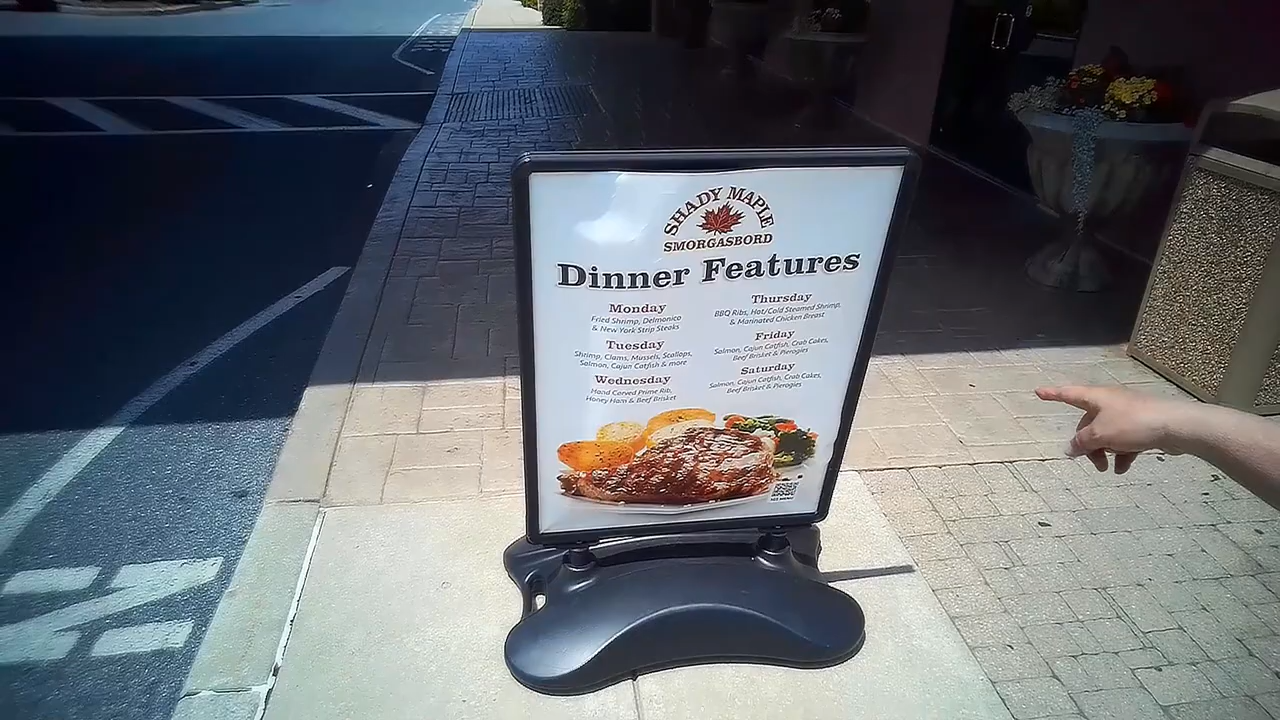 SHADY MAPLE
SMORGASBORD
Dinner Features
Monday
Fried Shrimp, Delmonico
& New York Strip Steaks
Tuesday
Shrimp, Clams, Mussels, Scallops,
Salmon, Cajun Catfish & more
Wednesday
Hand Carved Prime Rib,
Honey Ham & Beef Brisket
Thursday
BBQ Ribs, Hot/Cold Steamed Shrimp,
& Marinated Chicken Breast
Friday
Salmon, Cajun Catfish, Crab Cakes,
Beef Brisket & Pierogies
Saturday
Salmon, Cajun Catfish, Crab Cakes,
Beef Brisket & Pierogies